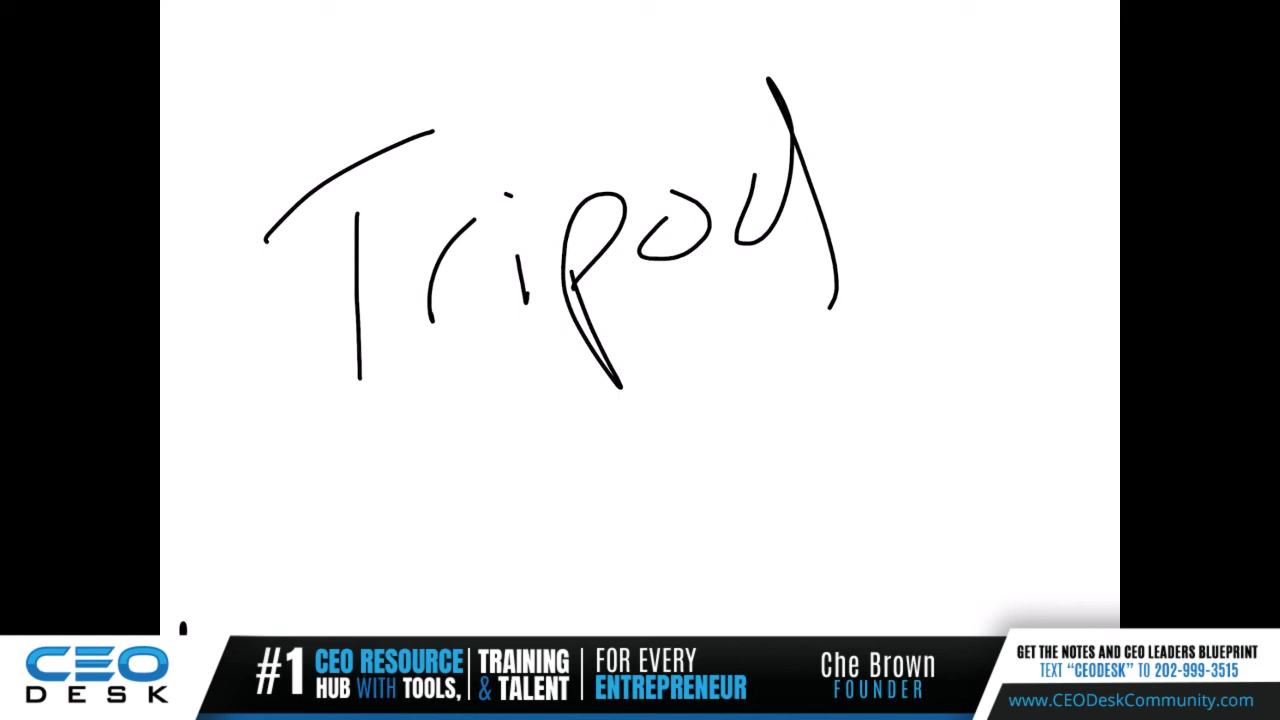 Tripod
CEO
DESK
#1 CEO RESOURCE
HUB WITH TOOLS,
TRAINING
& TALENT
FOR EVERY
ENTREPRENEUR
Che Brown
FOUNDER
GET THE NOTES AND CEO LEADERS BLUEPRINT
TEXT “CEODESK” TO 202-999-3515
www.CEODeskCommunity.com